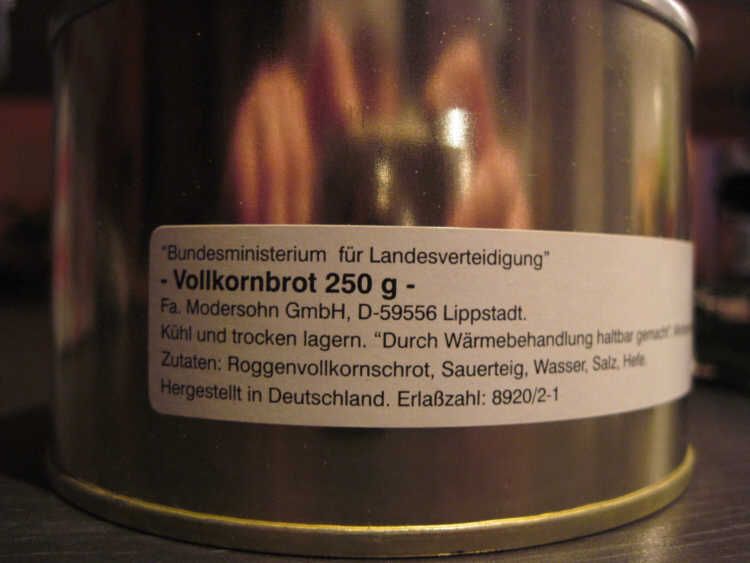 "Bundesministerium für Landesverteidigung"
- Vollkornbrot 250 g -
Fa. Modersohn GmbH, D-59556 Lippstadt.
Kühl und trocken lagern. "Durch Wärmebehandlung haltbar gemacht".
Zutaten: Roggenvollkornschrot, Sauerteig, Wasser, Salz, Hefe.
Hergestellt in Deutschland. Erlaßzahl: 8920/2-1